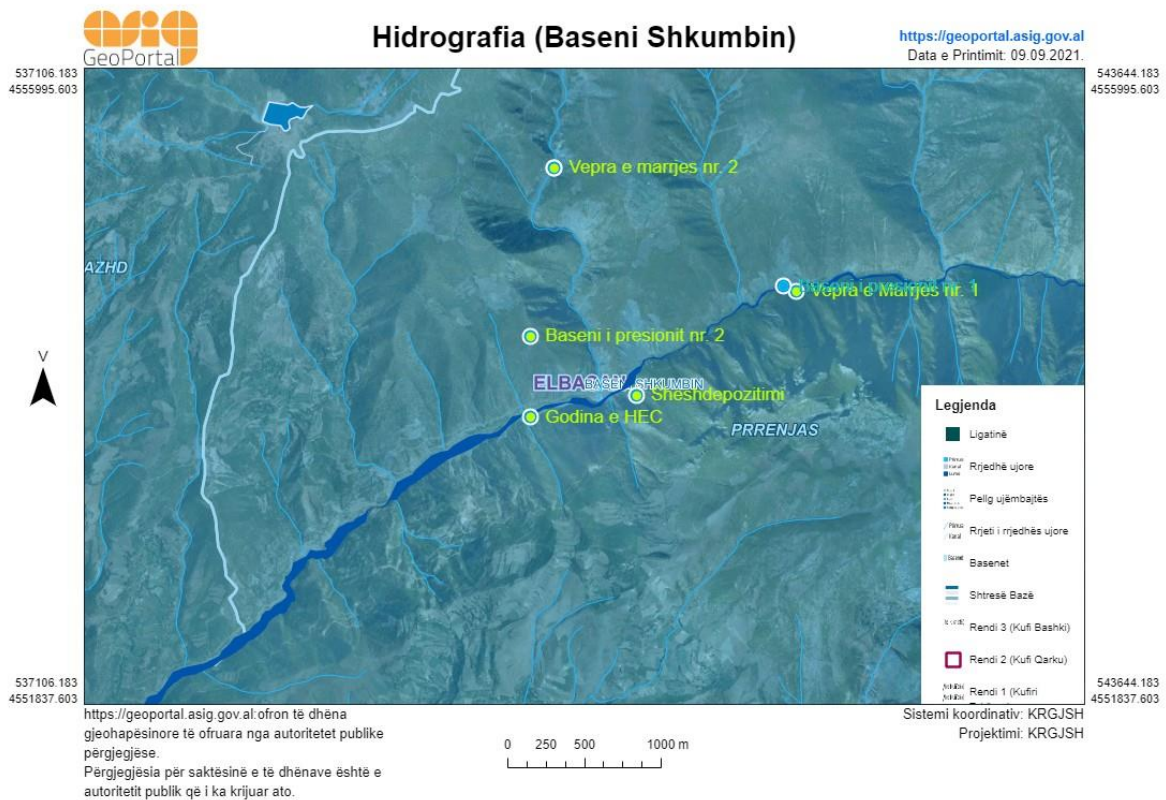 asig
GeoPortal
Hidrografia (Baseni Shkumbin)
https://geoportal.asig.gov.al
Data e Printimit: 09.09.2021.
537106.183
4555995.603
543644.183
4555995.603
Vepra e marrjes nr. 2
AZHD
Vepra e Marrjes nr. 1
Baseni i presionit nr. 2
V
ELBASAN
BASENI SHKUMBIN
Sheshdepozitimi
Godina e HEC
PRRENJAS
Legjenda
Ligatinë
Rrjedhë ujore
Pellg ujëmbajtës
Rrjeti i rrjedhës ujore
Basenet
Shtresë Bazë
Rendi 3 (Kufi Bashki)
Rendi 2 (Kufi Qarku)
Rendi 1 (Kufiri
537106.183
4551837.603
543644.183
4551837.603
https://geoportal.asig.gov.al:ofron të dhëna
gjeohapësinore të ofruara nga autoritetet publike
përgjegjëse.
Përgjegjësia për saktësinë e të dhënave është e
autoritetit publik që i ka krijuar ato.
0 250 500 1000 m
Sistemi koordinativ: KRGJSH
Projektimi: KRGJSH